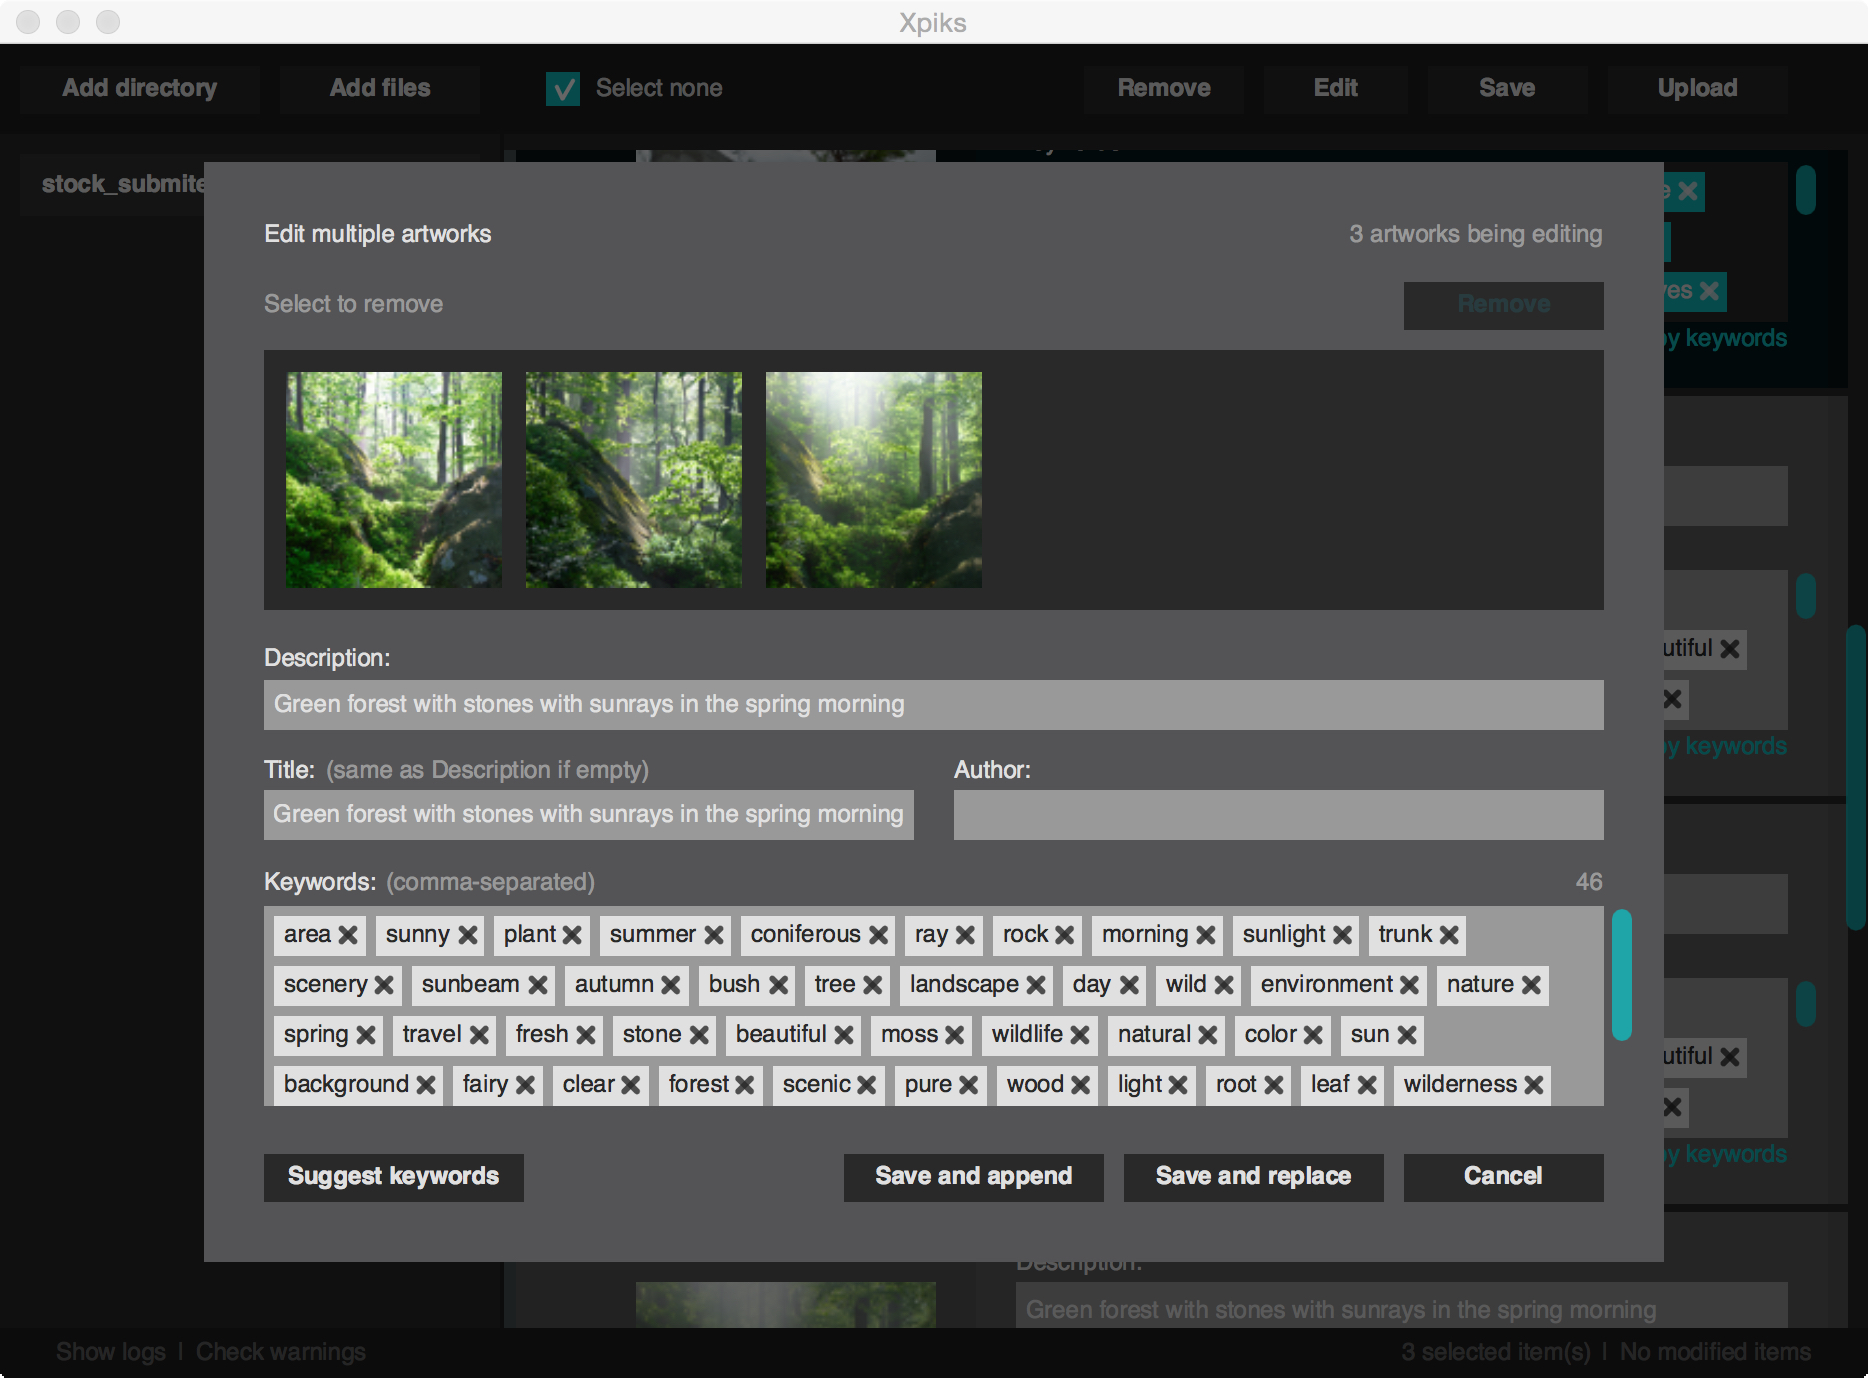 Xpiks
Add directory
Add files
Select none
Remove
Edit
Save
Upload
stock_submite
Edit multiple artworks
3 artworks being editing
Select to remove
Remove
yes
by keywords
Description:
Green forest with stones with sunrays in the spring morning
utiful
by keywords
Title: (same as Description if empty)
Author:
Green forest with stones with sunrays in the spring morning
Keywords: (comma-separated)
46
area sunny plant summer coniferous ray rock morning sunlight trunk
scenery sunbeam autumn bush tree landscape day wild environment nature
spring travel fresh stone beautiful moss wildlife natural color sun
background fairy clear forest scenic pure wood light root leaf wilderness
utiful
by keywords
Suggest keywords
Save and append
Save and replace
Cancel
Description:
Green forest with stones with sunrays in the spring morning
Show logs | Check warnings
3 selected item(s) | No modified items